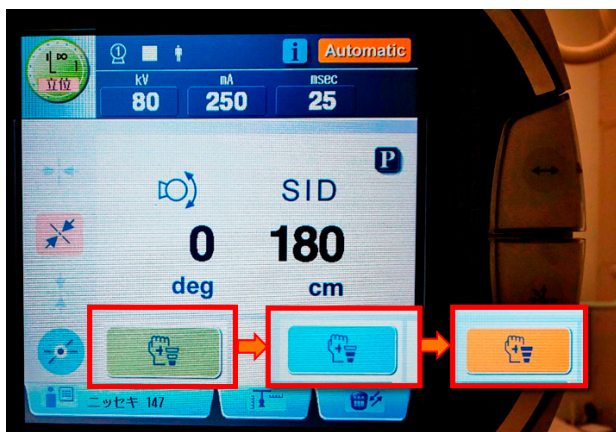 立位
①
i Automatic
kV mA msec
80 250 25
P
SID
0 180
deg cm
ニッセキ 147